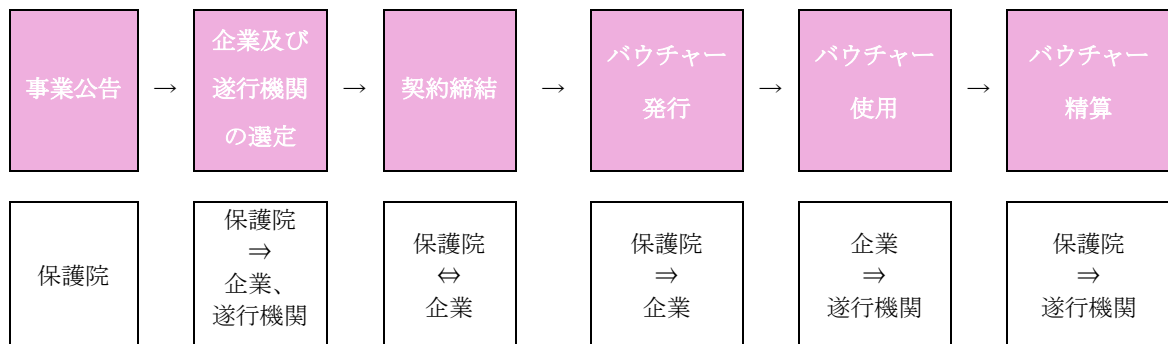 事業公告
→
企業及び
遂行機関
の選定
→
契約締結
→
バウチャー
発行
→
バウチャー
使用
→
バウチャー
精算
保護院
保護院
⇒
企業、
遂行機関
保護院
⇔
企業
保護院
⇒
企業
企業
⇒
遂行機関
保護院
⇒
遂行機関